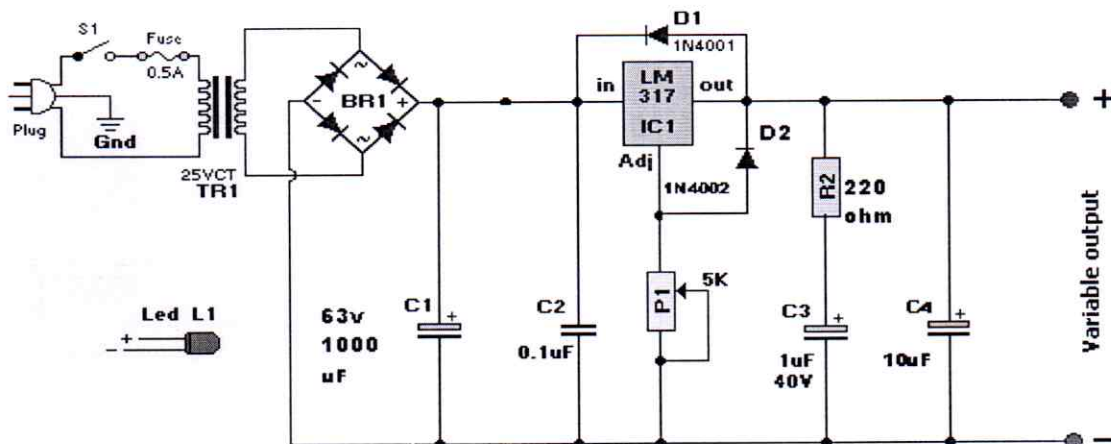 S1
Fuse
0.5A
Plug
Gnd
25VCT
TR1
BR1
~
~
-
+
D1
1N4001
in
LM
317
IC1
out
Adj
D2
1N4002
R2
220
ohm
P1
5K
C1
+
63v
1000
uF
C2
0.1uF
C3
+
1uF
40V
C4
+
10uF
Led L1
+
-
+
Variable output
-